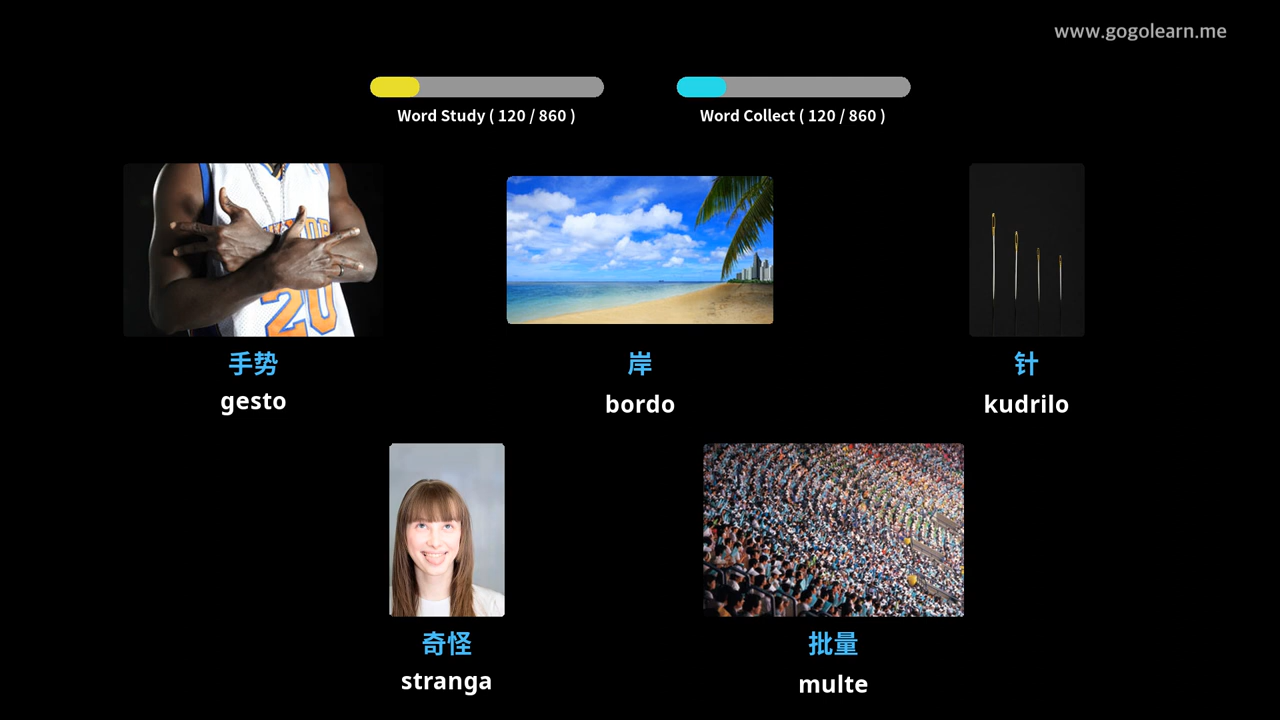 www.gogolearn.me
Word Study ( 120 / 860 )
Word Collect ( 120 / 860 )
20
手势
gesto
岸
bordo
针
kudrilo
奇怪
stranga
批量
multe